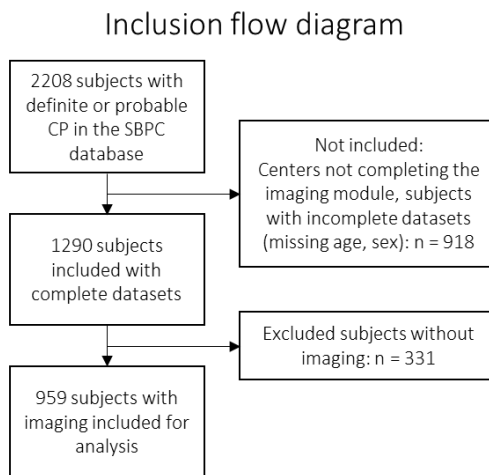 Inclusion flow diagram
2208 subjects with
definite or probable
CP in the SBPC
database
Not included:
Centers not completing the
imaging module, subjects
with incomplete datasets
(missing age, sex): n = 918
1290 subjects
included with
complete datasets
Excluded subjects without
imaging: n = 331
959 subjects with
imaging included for
analysis